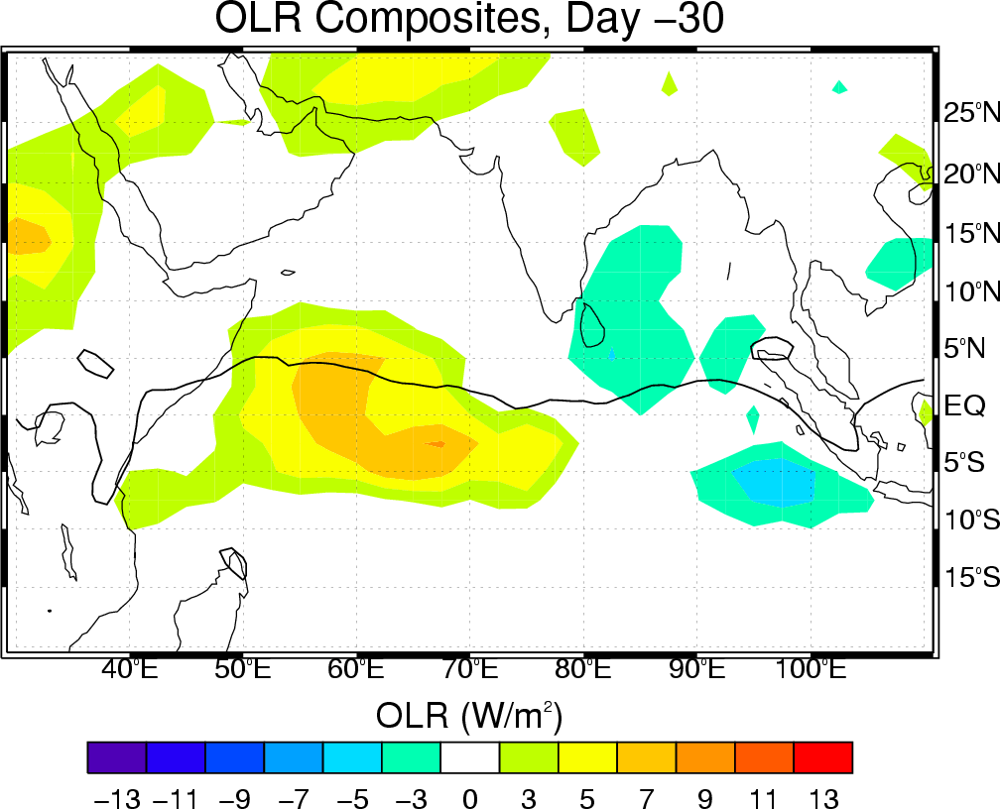 OLR Composites, Day −30
25°N
20°N
15°N
10°N
5°N
EQ
5°S
10°S
15°S
40°E 50°E 60°E 70°E 80°E 90°E 100°E
OLR (W/m²)
−13 −11 −9 −7 −5 −3 0 3 5 7 9 11 13